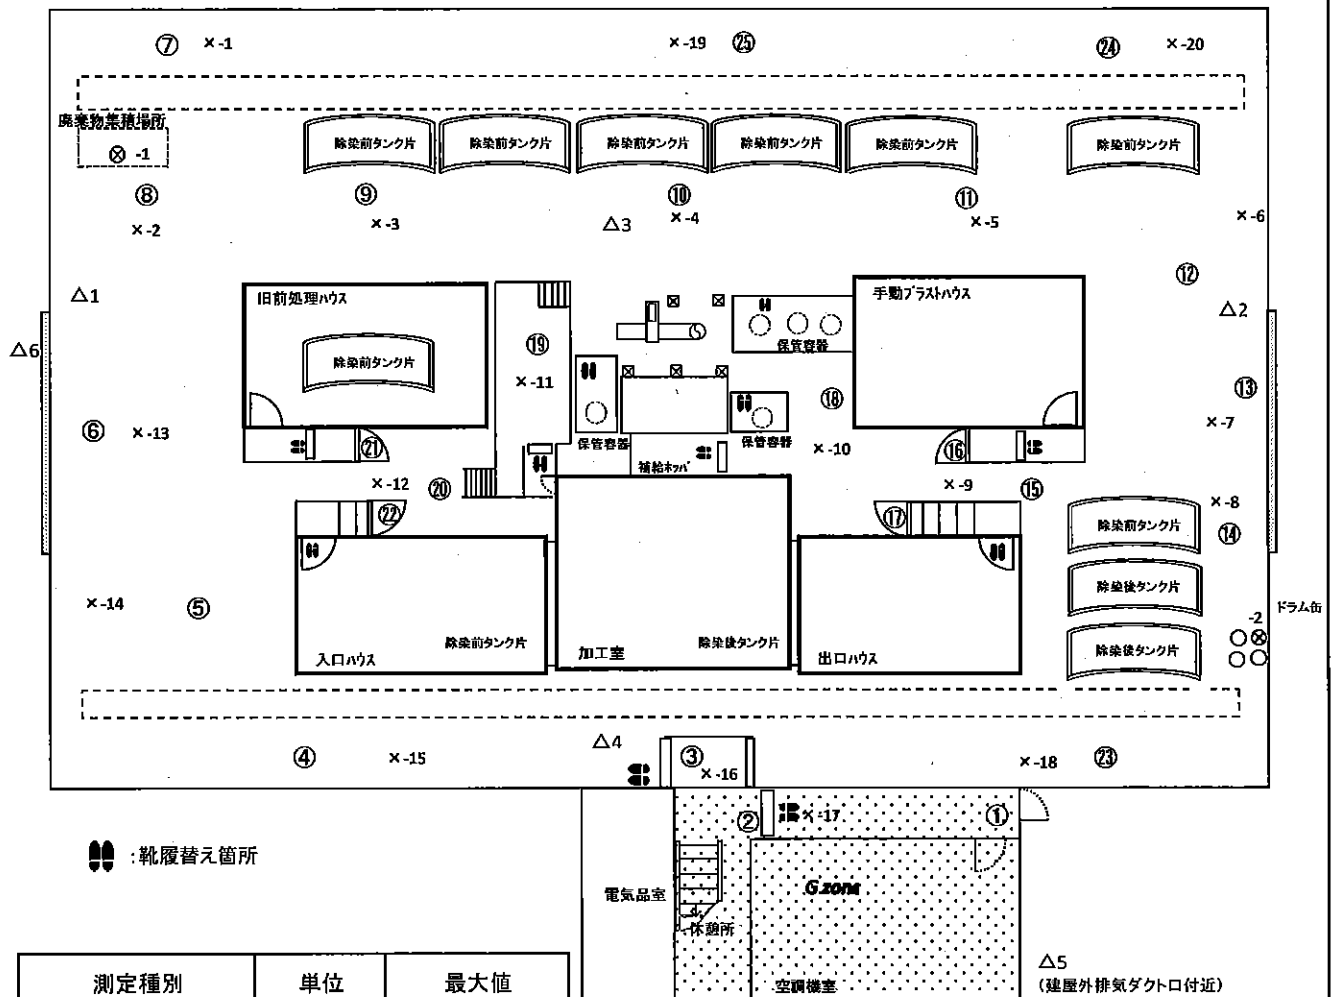 ⑦ ×-1 ×-19 ㉕ ㉔ ×-20
廃棄物集積場所
⊗ -1
除染前タンク片 除染前タンク片 除染前タンク片 除染前タンク片 除染前タンク片 除染前タンク片
⑧ ⑨ ⑩ ⑪
×-2 ×-3 △3 ×-4 ×-5 ×-6
⑫
△1 旧前処理ハウス 手動ブラストハウス
△2
△6 除染前タンク片 ⑲ 保管容器
×-11 ⑱ ⑬
⑥ ×-13 ×-7
保管容器 保管容器
㉑ ×-10 ⑯
補給ホッパ
×-12 ⑳ ×-9 ⑮
㉒ ⑰ ×-8
除染前タンク片 ⑭
×-14 ⑤ 除染後タンク片 ドラム缶
-2
入口ハウス 除染前タンク片 加工室 除染後タンク片 出口ハウス 除染後タンク片
④ ×-15 △4 ③ ×-16 ×-18 ㉓
② ×-17 ①
:靴履替え箇所
電気品室 G zone
休憩所
測定種別 単位 最大値
空調機室
△5
(建屋外排気ダクト口付近)